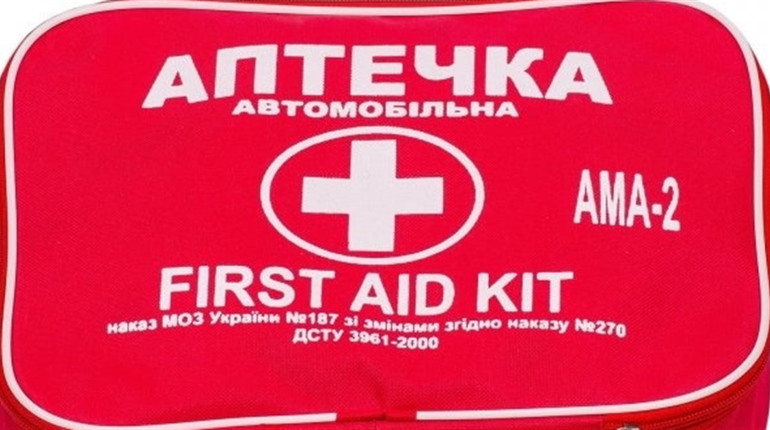 АПТЕЧКА
АВТОМОБІЛЬНА
АМА-2
FIRST AID KIT
наказ МОЗ України №187 зі змінами згідно наказу №270
ДСТУ 3961-2000